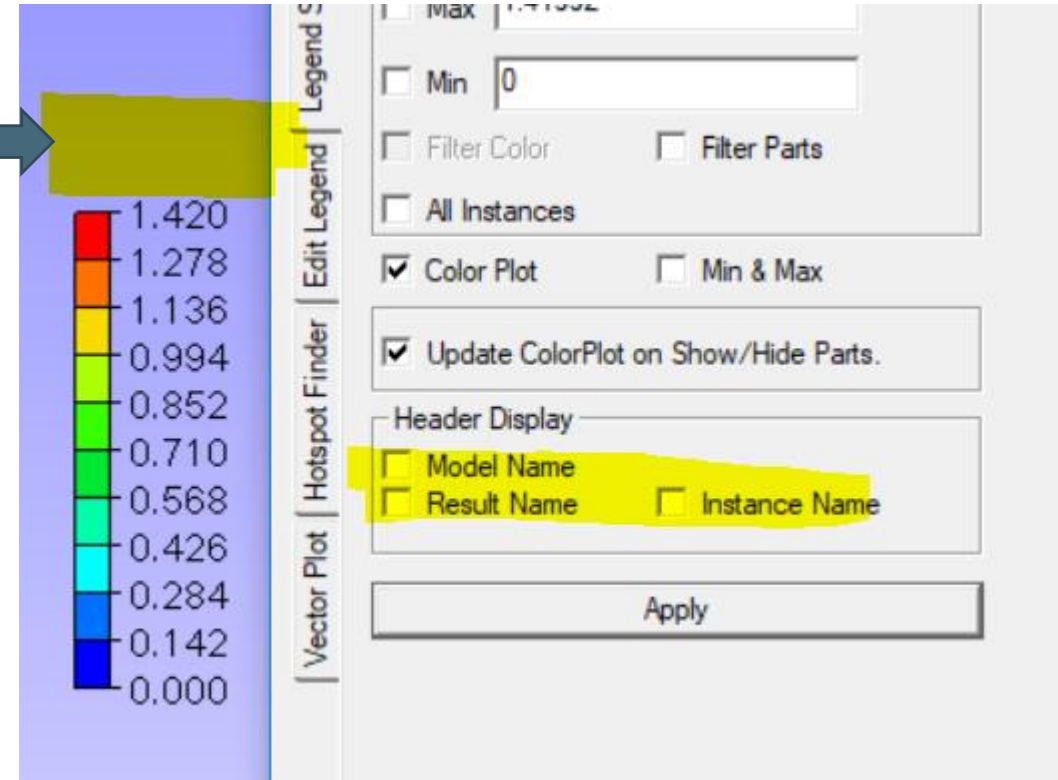 1.420
1.278
1.136
0.994
0.852
0.710
0.568
0.426
0.284
0.142
0.000
Legend
Edit Legend
Hotspot Finder
Vector Plot
Max
Min 0
Filter Color Filter Parts
All Instances
Color Plot Min & Max
Update ColorPlot on Show/Hide Parts.
Header Display
Model Name
Result Name Instance Name
Apply